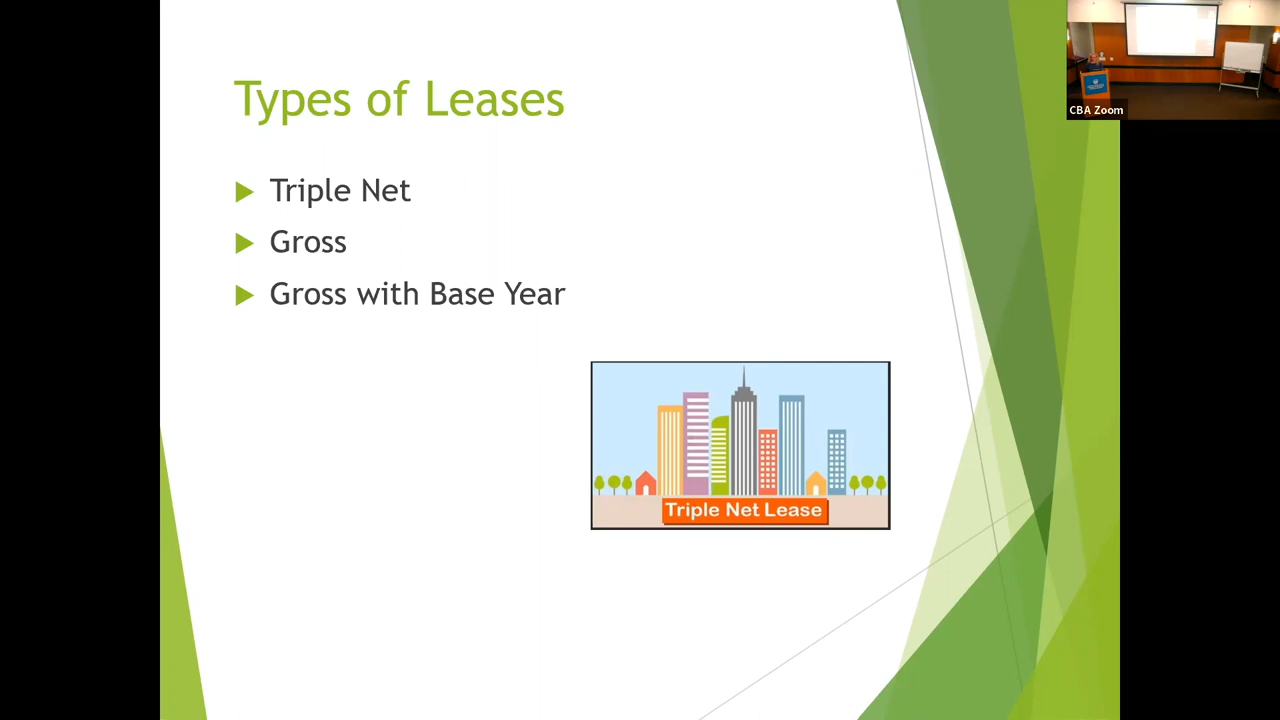 Types of Leases
Triple Net
Gross
Gross with Base Year
Triple Net Lease
CBA Zoom